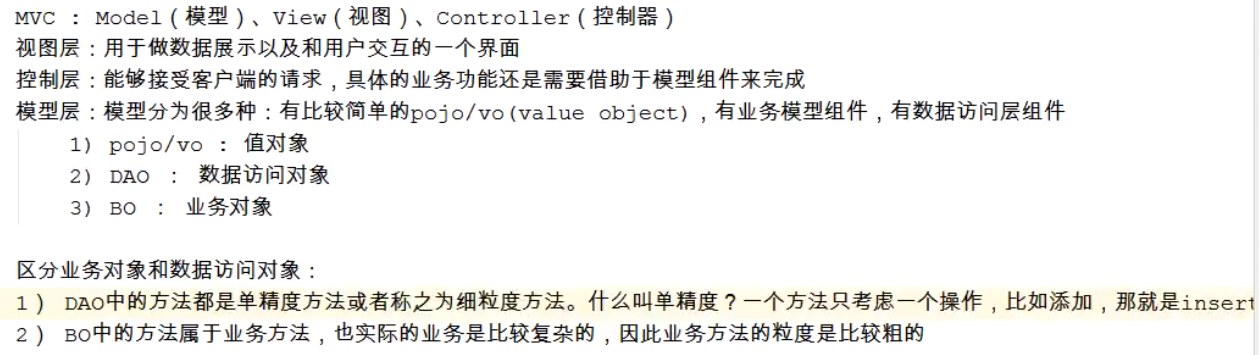 MVC : Model(模型)、View(视图)、Controller(控制器)
视图层:用于做数据展示以及和用户交互的一个界面
控制层:能够接受客户端的请求,具体的业务功能还是需要借助于模型组件来完成
模型层:模型分为很多种:有比较简单的pojo/vo(value object),有业务模型组件,有数据访问层组件
1) pojo/vo : 值对象
2) DAO : 数据访问对象
3) BO : 业务对象
区分业务对象和数据访问对象:
1) DAO中的方法都是单精度方法或者称之为细粒度方法。什么叫单精度?一个方法只考虑一个操作,比如添加,那就是insert
2) BO中的方法属于业务方法,也实际的业务是比较复杂的,因此业务方法的粒度是比较粗的